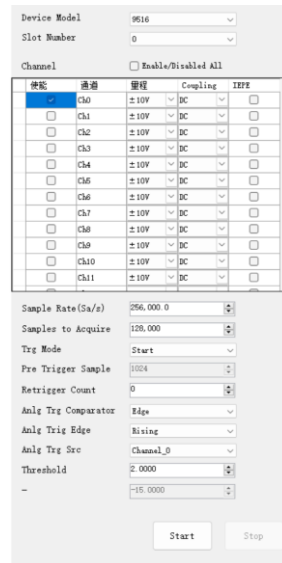 Device Model 9516
Slot Number 0
Channel Enable/Disabled All
使能 通道 量程 Coupling IEPE
Ch0 ±10V DC
Ch1 ±10V DC
Ch2 ±10V DC
Ch3 ±10V DC
Ch4 ±10V DC
Ch5 ±10V DC
Ch6 ±10V DC
Ch7 ±10V DC
Ch8 ±10V DC
Ch9 ±10V DC
Ch10 ±10V DC
Ch11 ±10V DC
Sample Rate(Sa/s) 256,000.0
Samples to Acquire 128,000
Trg Mode Start
Pre Trigger Sample 1024
Retrigger Count 0
Anlg Trg Comparator Edge
Anlg Trig Edge Rising
Anlg Trg Src Channel_0
Threshold 2.0000
- -15.0000
Start Stop